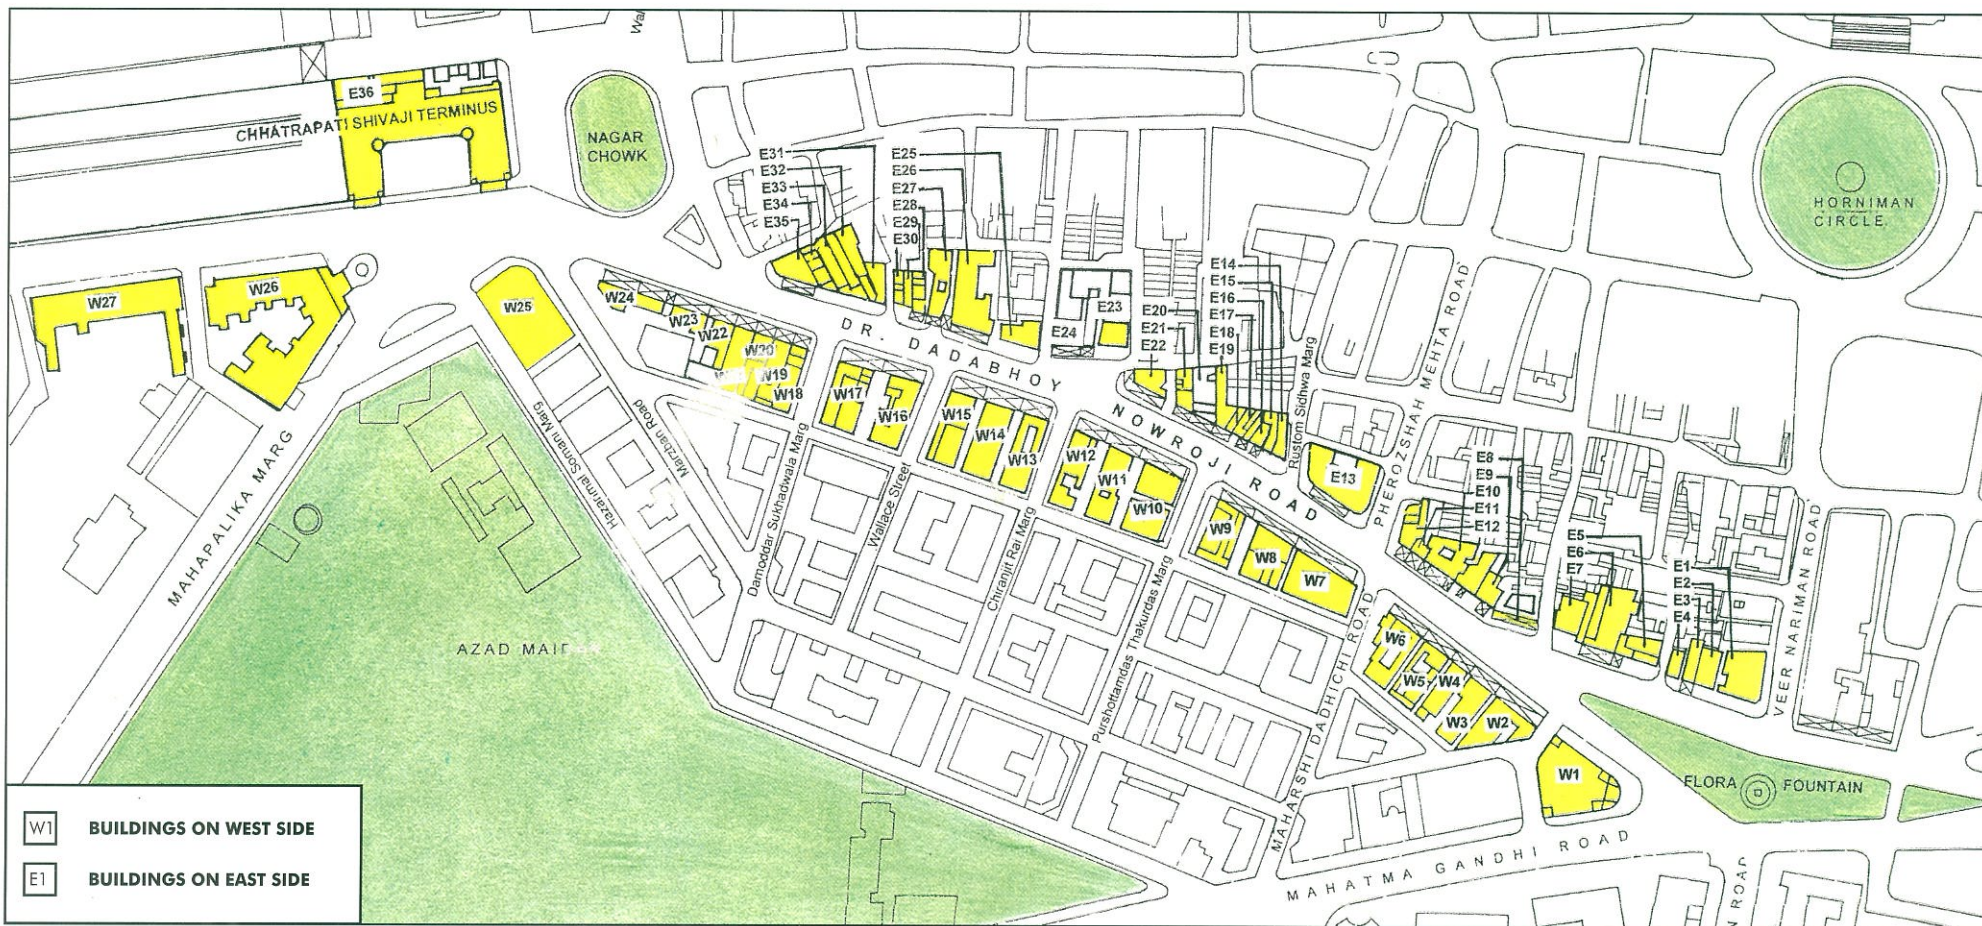 E36
CHHATRAPATI SHIVAJI TERMINUS
NAGAR
CHOWK
HORNIMAN
CIRCLE
E31
E32
E33
E34
E35
E25
E26
E27
E28
E29
E30
E14
E15
E16
E17
E18
E19
E20
E21
E22
E23
E24
W27
W26
W25
W24
W23
W22
W20
W19
W18
W17
W16
W15
W14
W13
W12
W11
W10
W9
W8
W7
W6
W5
W4
W3
W2
W1
E13
E8
E9
E10
E11
E12
E5
E6
E7
E1
E2
E3
E4
DR. DADABHOY
NOWROJI ROAD
Rustom Sidhwa Marg
PHEROZSHAH MEHTA ROAD
VEER NARIMAN ROAD
MAHAPALIKA MARG
Hazarimal Somani Marg
Marzban Road
Damoddar Sukhadwala Marg
Wallace Street
Chiranjit Rai Marg
Purshottamdas Thakurdas Marg
MAHARSHI DADHICHI ROAD
AZAD
FLORA FOUNTAIN
MAHATMA GANDHI ROAD
ROAD
W1 BUILDINGS ON WEST SIDE
E1 BUILDINGS ON EAST SIDE